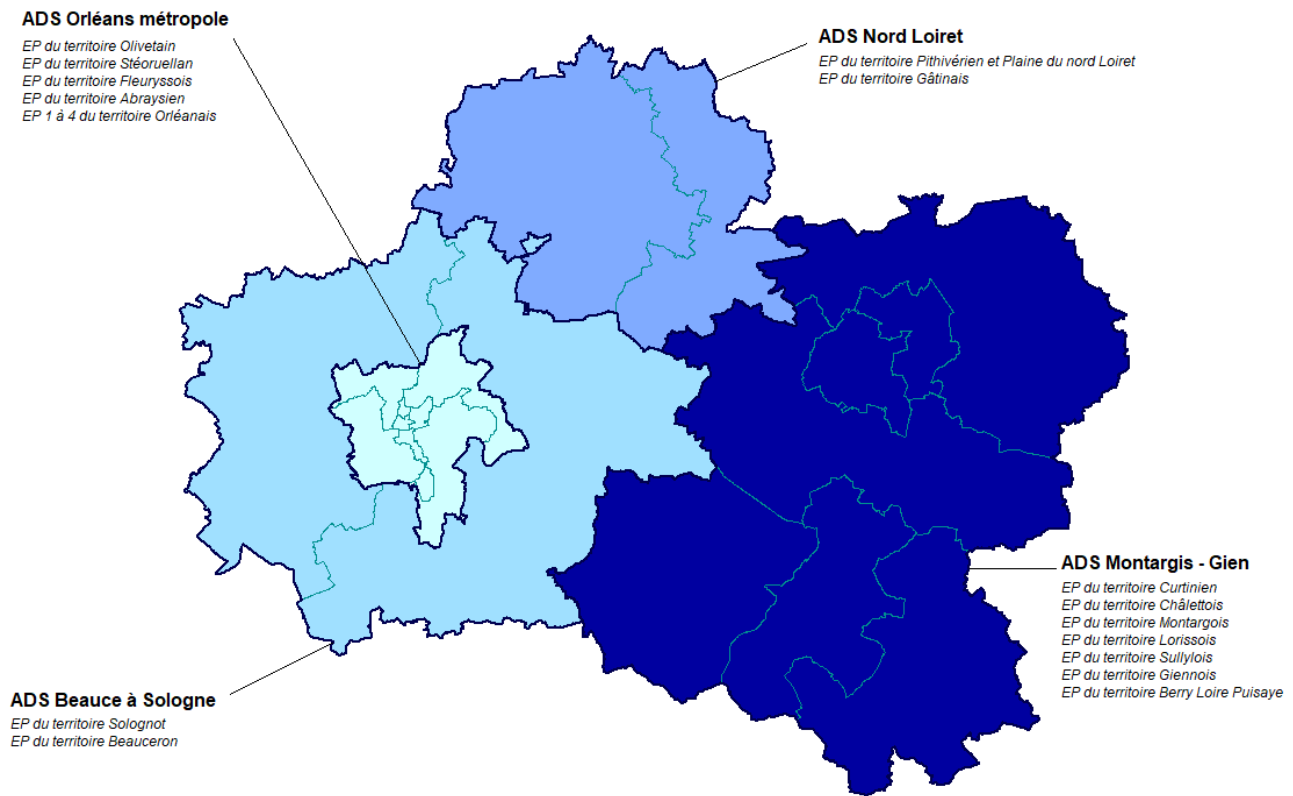 ADS Orléans métropole
EP du territoire Olivetain
EP du territoire Stéoruellan
EP du territoire Fleuryssois
EP du territoire Abraysien
EP 1 à 4 du territoire Orléanais
ADS Nord Loiret
EP du territoire Pithivérien et Plaine du nord Loiret
EP du territoire Gâtinais
ADS Montargis - Gien
EP du territoire Curtinien
EP du territoire Châlettois
EP du territoire Montargois
EP du territoire Lorissois
EP du territoire Sullylois
EP du territoire Giennois
EP du territoire Berry Loire Puisaye
ADS Beauce à Sologne
EP du territoire Solognot
EP du territoire Beauceron